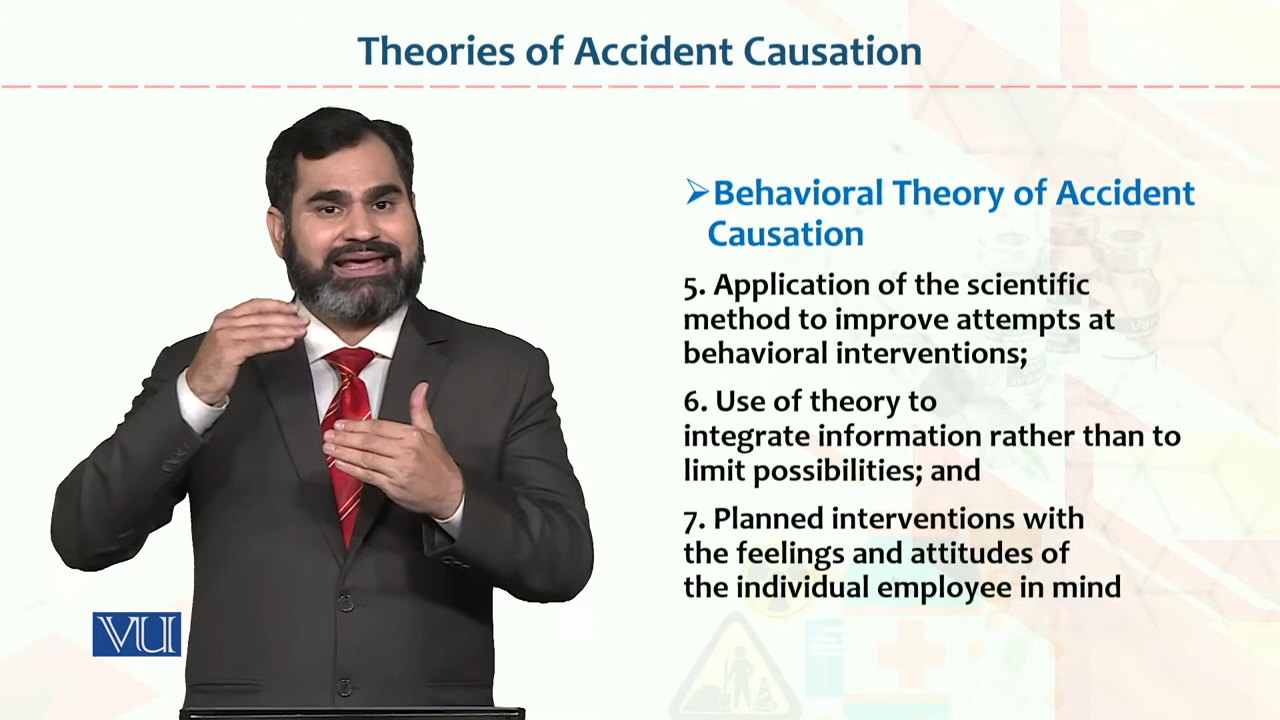 Theories of Accident Causation
➢Behavioral Theory of Accident
Causation
5. Application of the scientific
method to improve attempts at
behavioral interventions;
6. Use of theory to
integrate information rather than to
limit possibilities; and
7. Planned interventions with
the feelings and attitudes of
the individual employee in mind
VU